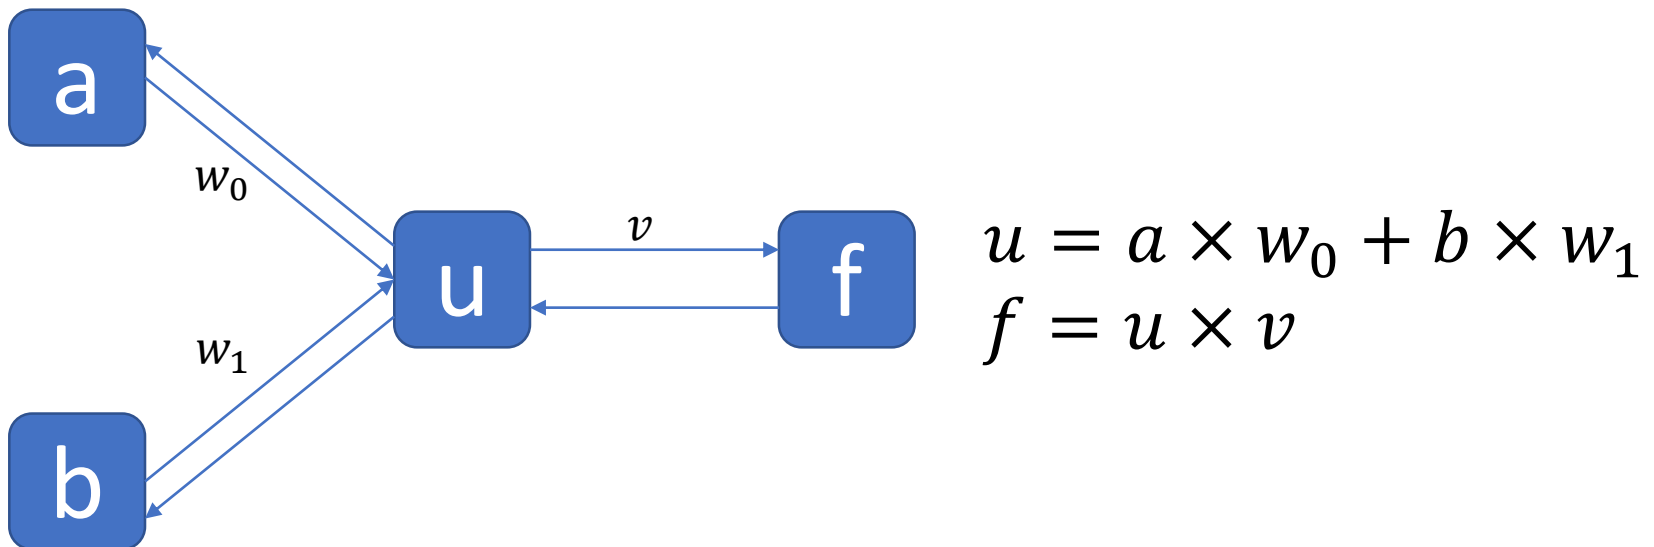 a
w₀
u
v
f
w₁
b
u = a × w₀ + b × w₁
f = u × v